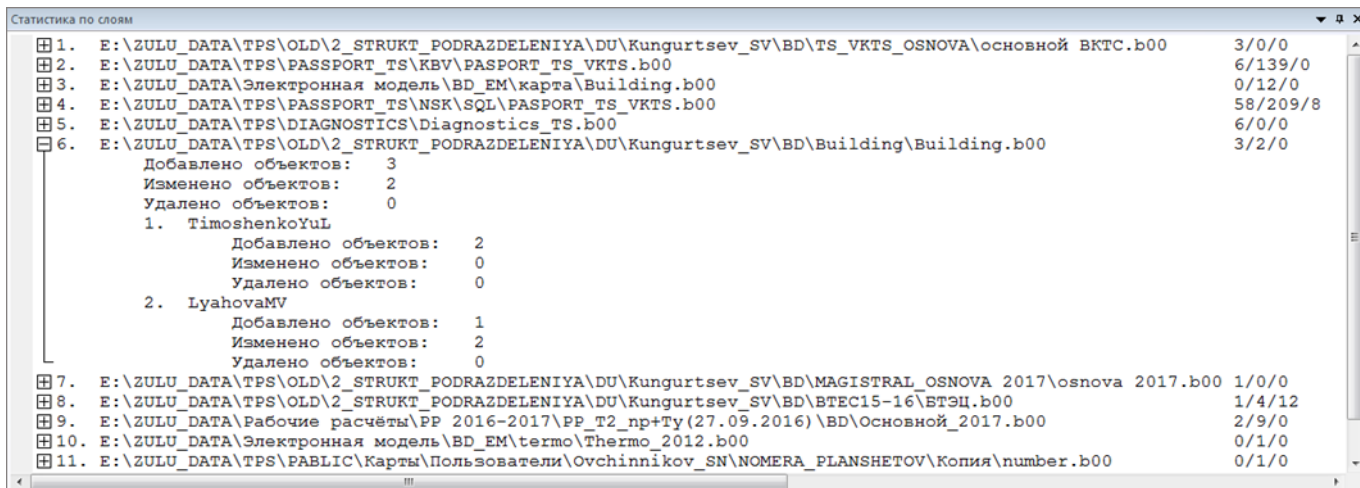 Статистика по слоям
1. E:\ZULU_DATA\TPS\OLD\2_STRUKT_PODRAZDELENIYA\DU\Kungurtsev_SV\BD\TS_VKTS_OSNOVA\основной ВКТС.b00 3/0/0
2. E:\ZULU_DATA\TPS\PASSPORT_TS\KBV\PASPORT_TS_VKTS.b00 6/139/0
3. E:\ZULU_DATA\Электронная модель\BD_EM\карта\Building.b00 0/12/0
4. E:\ZULU_DATA\TPS\PASSPORT_TS\NSK\SQL\PASPORT_TS_VKTS.b00 58/209/8
5. E:\ZULU_DATA\TPS\DIAGNOSTICS\Diagnostics_TS.b00 6/0/0
6. E:\ZULU_DATA\TPS\OLD\2_STRUKT_PODRAZDELENIYA\DU\Kungurtsev_SV\BD\Building\Building.b00 3/2/0
Добавлено объектов: 3
Изменено объектов: 2
Удалено объектов: 0
1. TimoshenkoYuL
Добавлено объектов: 2
Изменено объектов: 0
Удалено объектов: 0
2. LyahovaMV
Добавлено объектов: 1
Изменено объектов: 2
Удалено объектов: 0
7. E:\ZULU_DATA\TPS\OLD\2_STRUKT_PODRAZDELENIYA\DU\Kungurtsev_SV\BD\MAGISTRAL_OSNOVA 2017\osnova 2017.b00 1/0/0
8. E:\ZULU_DATA\TPS\OLD\2_STRUKT_PODRAZDELENIYA\DU\Kungurtsev_SV\BD\BTEC15-16\ВТЭЦ.b00 1/4/12
9. E:\ZULU_DATA\Рабочие расчёты\РР 2016-2017\РР_Т2_пр+Ту(27.09.2016)\BD\Основной_2017.b00 2/9/0
10. E:\ZULU_DATA\Электронная модель\BD_EM\termo\Thermo_2012.b00 0/1/0
11. E:\ZULU_DATA\TPS\PABLIC\Карты\Пользователи\Ovchinnikov_SN\NOMERA_PLANSHETOV\Копия\number.b00 0/1/0